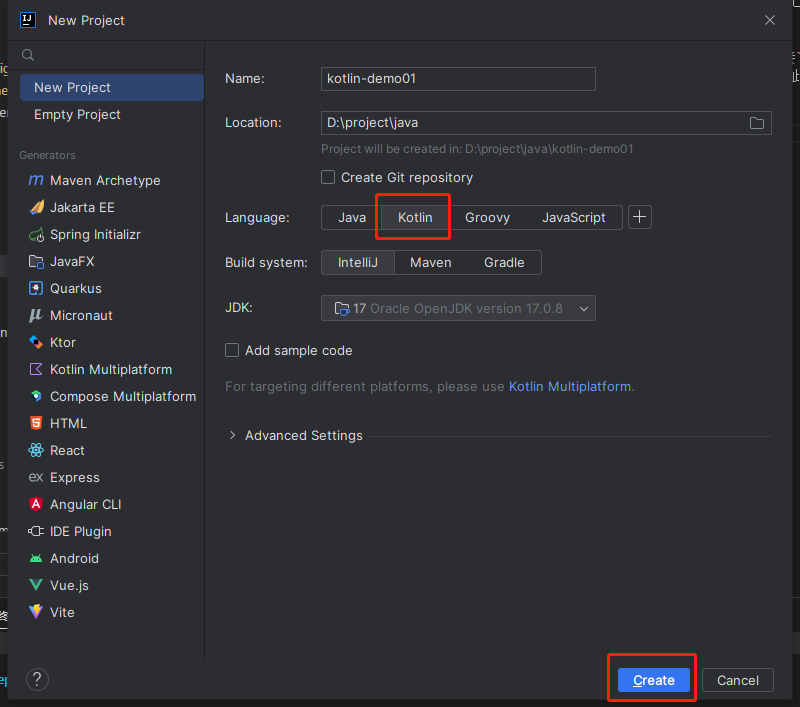 New Project
New Project
Empty Project
Generators
Maven Archetype
Jakarta EE
Spring Initializr
JavaFX
Quarkus
Micronaut
Ktor
Kotlin Multiplatform
Compose Multiplatform
HTML
React
Express
Angular CLI
IDE Plugin
Android
Vue.js
Vite
Name:
kotlin-demo01
Location:
D:\project\java
Project will be created in: D:\project\java\kotlin-demo01
Create Git repository
Language:
Java Kotlin Groovy JavaScript
Build system:
IntelliJ Maven Gradle
JDK:
17 Oracle OpenJDK version 17.0.8
Add sample code
For targeting different platforms, please use Kotlin Multiplatform.
Advanced Settings
?
Create Cancel